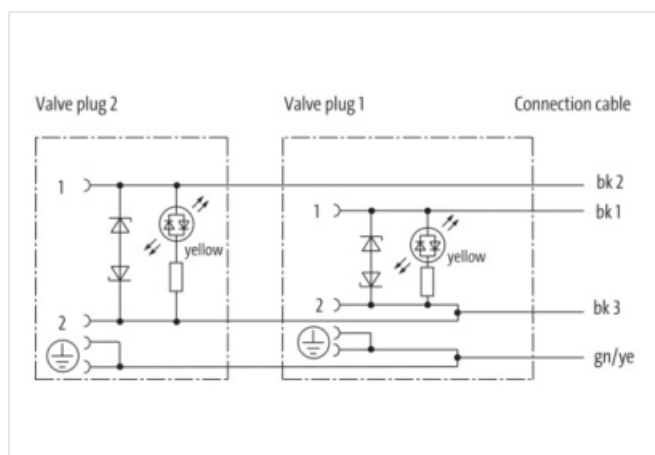 Valve plug 2 Valve plug 1 Connection cable
1 bk 2
1 bk 1
yellow yellow
2 bk 3
2
gn/ye